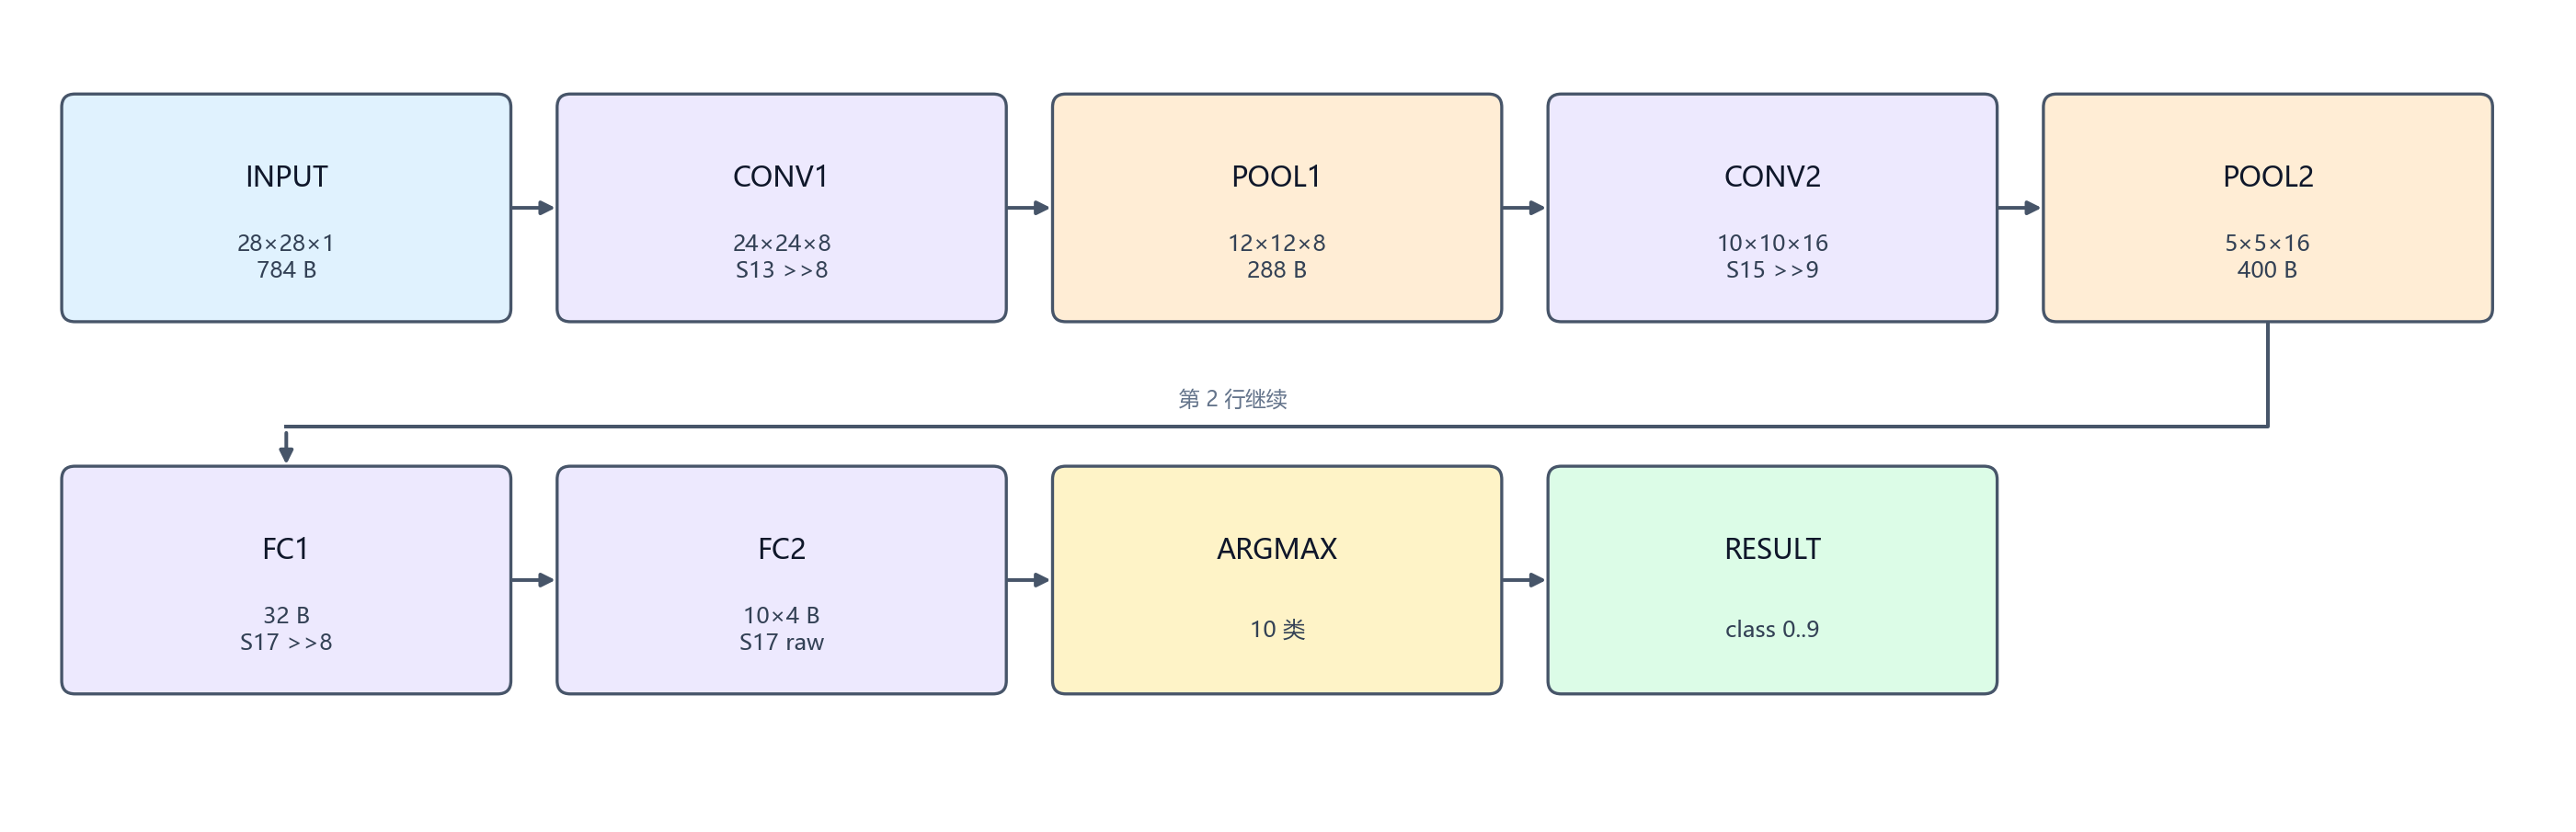 INPUT
28×28×1
784 B
CONV1
24×24×8
S13 >>8
POOL1
12×12×8
288 B
CONV2
10×10×16
S15 >>9
POOL2
5×5×16
400 B
第 2 行继续
FC1
32 B
S17 >>8
FC2
10×4 B
S17 raw
ARGMAX
10 类
RESULT
class 0..9